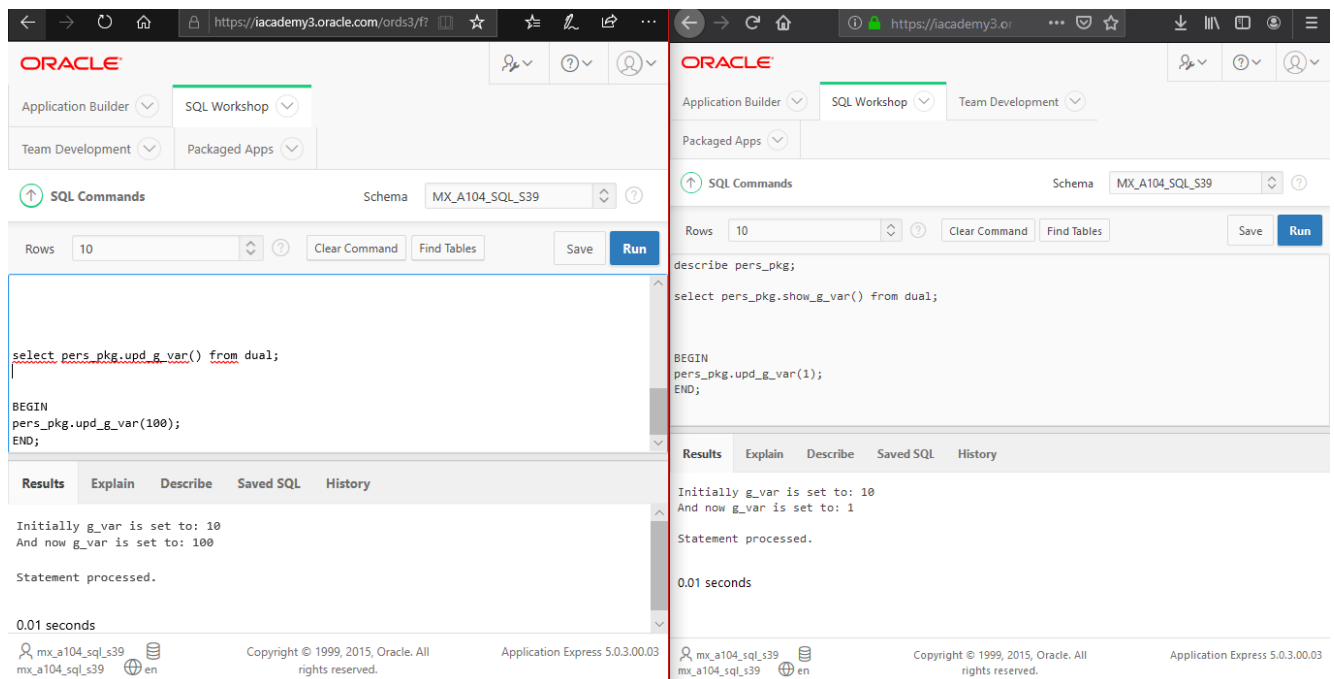 https://iacademy3.oracle.com/ords3/f?
ORACLE
Application Builder
SQL Workshop
Team Development
Packaged Apps
SQL Commands
Schema
MX_A104_SQL_S39
Rows
10
Clear Command
Find Tables
Save
Run
select pers_pkg.upd_g_var() from dual;
BEGIN
pers_pkg.upd_g_var(100);
END;
Results Explain Describe Saved SQL History
Initially g_var is set to: 10
And now g_var is set to: 100
Statement processed.
0.01 seconds
mx_a104_sql_s39
mx_a104_sql_s39 en
Copyright © 1999, 2015, Oracle. All
rights reserved.
Application Express 5.0.3.00.03
https://iacademy3.or
ORACLE
Application Builder
SQL Workshop
Team Development
Packaged Apps
SQL Commands
Schema
MX_A104_SQL_S39
Rows
10
Clear Command
Find Tables
Save
Run
describe pers_pkg;
select pers_pkg.show_g_var() from dual;
BEGIN
pers_pkg.upd_g_var(1);
END;
Results Explain Describe Saved SQL History
Initially g_var is set to: 10
And now g_var is set to: 1
Statement processed.
0.01 seconds
mx_a104_sql_s39
mx_a104_sql_s39 en
Copyright © 1999, 2015, Oracle. All
rights reserved.
Application Express 5.0.3.00.03